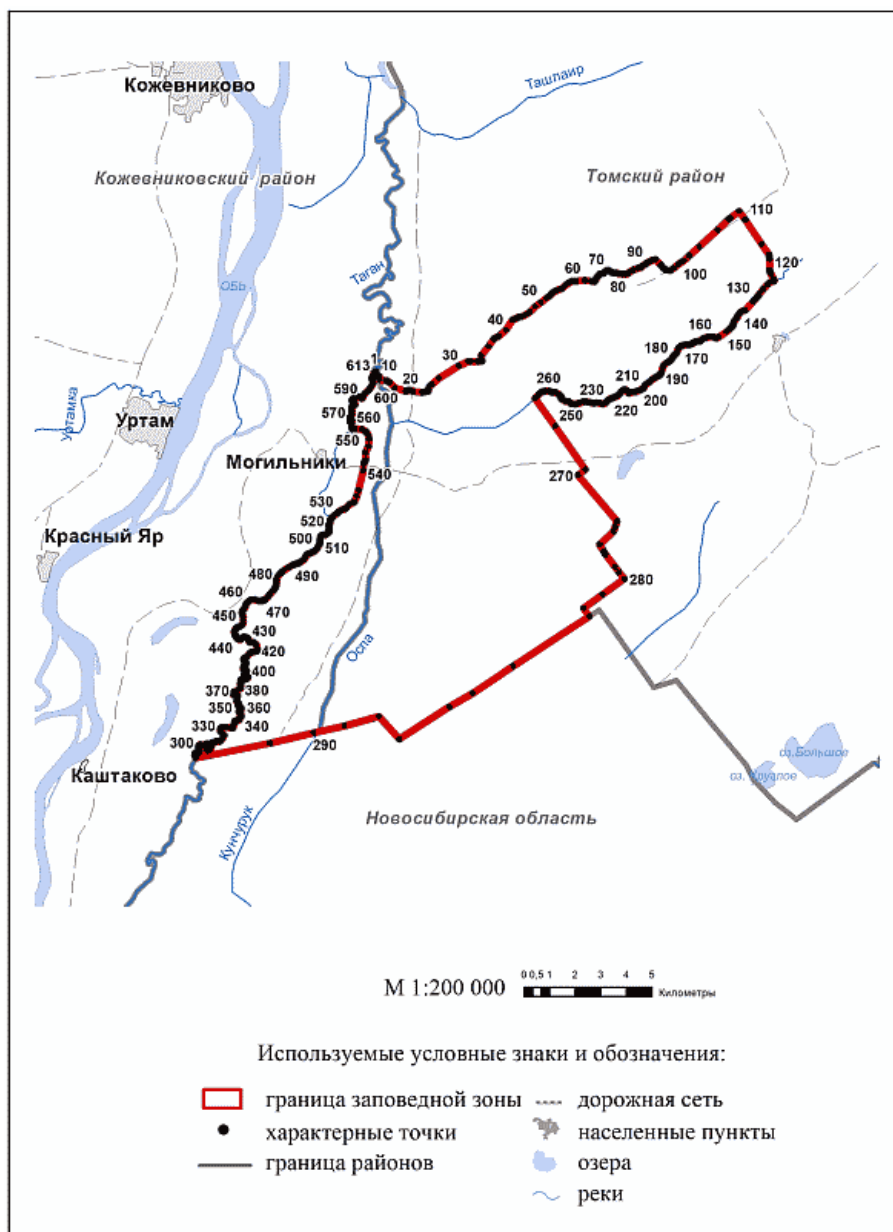 Кожевниково
Ташлаир
Кожевниковский район
Томский район
110
90
70
60
80
100
120
ОБЬ
Таган
50
130
40
160
140
150
1
30
180
170
613
10
20
210
190
590
600
260
230
200
570
560
250
220
Уртамка
Уртам
550
Могильники
540
270
530
520
500
510
Красный Яр
480
490
280
460
470
450
430
440
420
Оспа
400
370
380
350
360
330
340
300
290
оз.Большое
Каштаково
оз. Круглое
Кунчурук
Новосибирская область
М 1:200 000
0 0,5 1 2 3 4 5
Километры
Используемые условные знаки и обозначения:
граница заповедной зоны
дорожная сеть
характерные точки
населенные пункты
граница районов
озера
реки